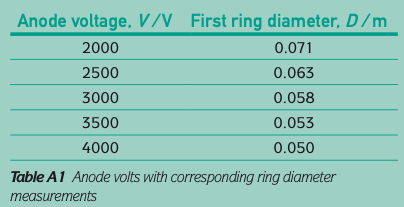 Anode voltage, V/V First ring diameter, D/m
2000 0.071
2500 0.063
3000 0.058
3500 0.053
4000 0.050
Table A1 Anode volts with corresponding ring diameter
measurements